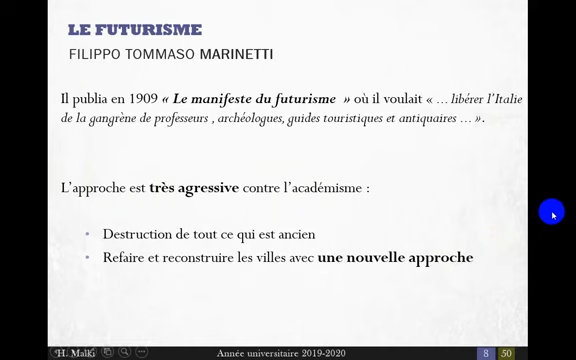 LE FUTURISME
FILIPPO TOMMASO MARINETTI
Il publia en 1909 « Le manifeste du futurisme » où il voulait « … libérer l'Italie
de la gangrène de professeurs , archéologues, guides touristiques et antiquaires … ».
L'approche est très agressive contre l'académisme :
• Destruction de tout ce qui est ancien
• Refaire et reconstruire les villes avec une nouvelle approche
H. Malki Année universitaire 2019-2020 8 50